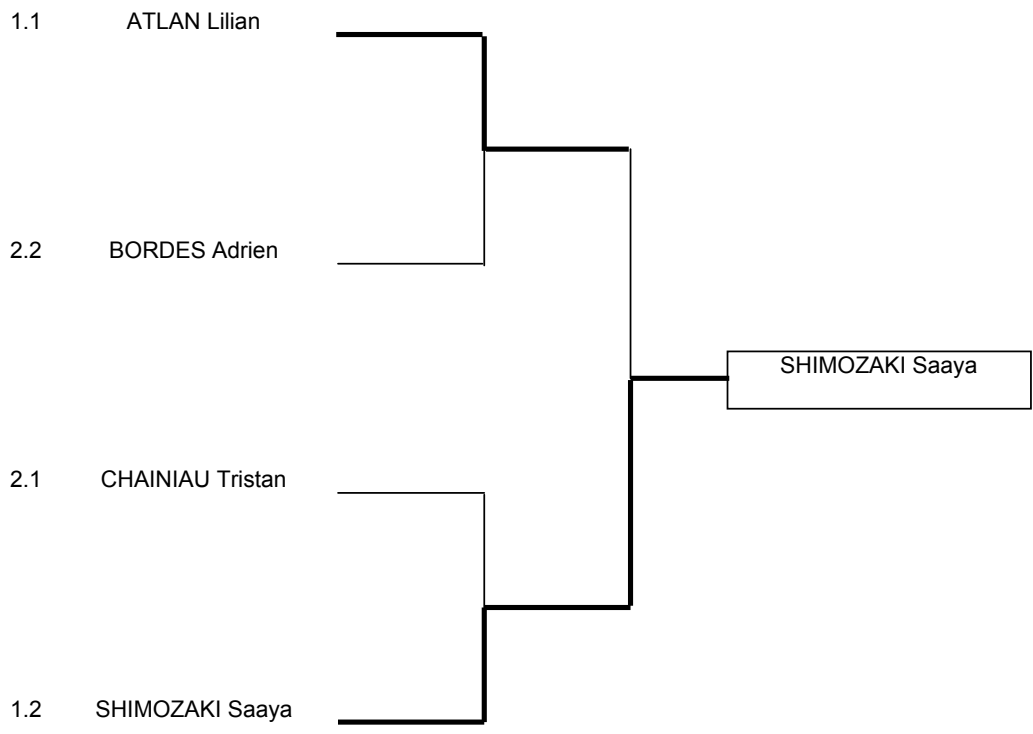 1.1 ATLAN Lilian
2.2 BORDES Adrien
SHIMOZAKI Saaya
2.1 CHAINIAU Tristan
1.2 SHIMOZAKI Saaya